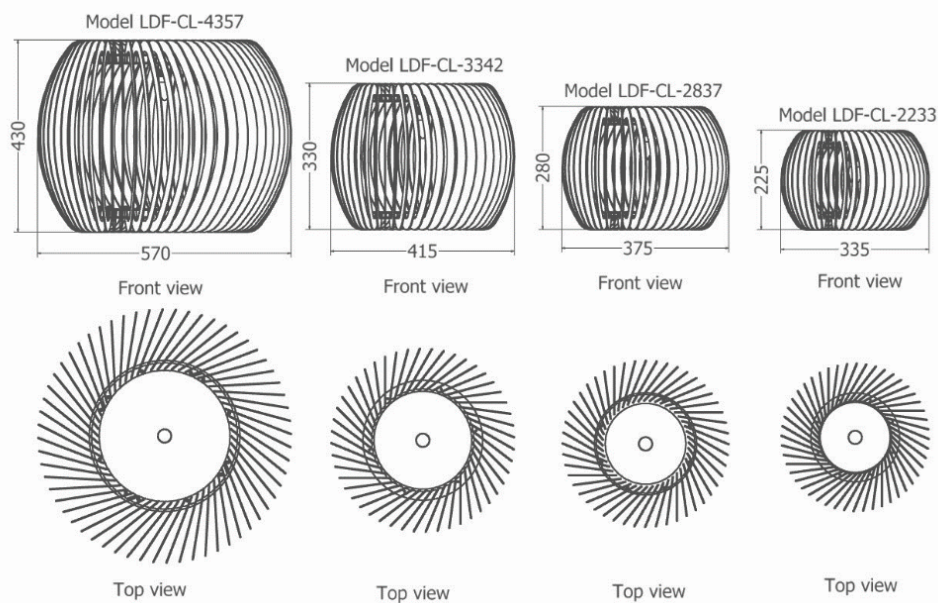 Model LDF-CL-4357
Model LDF-CL-3342
Model LDF-CL-2837
Model LDF-CL-2233
430
330
280
225
570
415
375
335
Front view
Front view
Front view
Front view
Top view
Top view
Top view
Top view